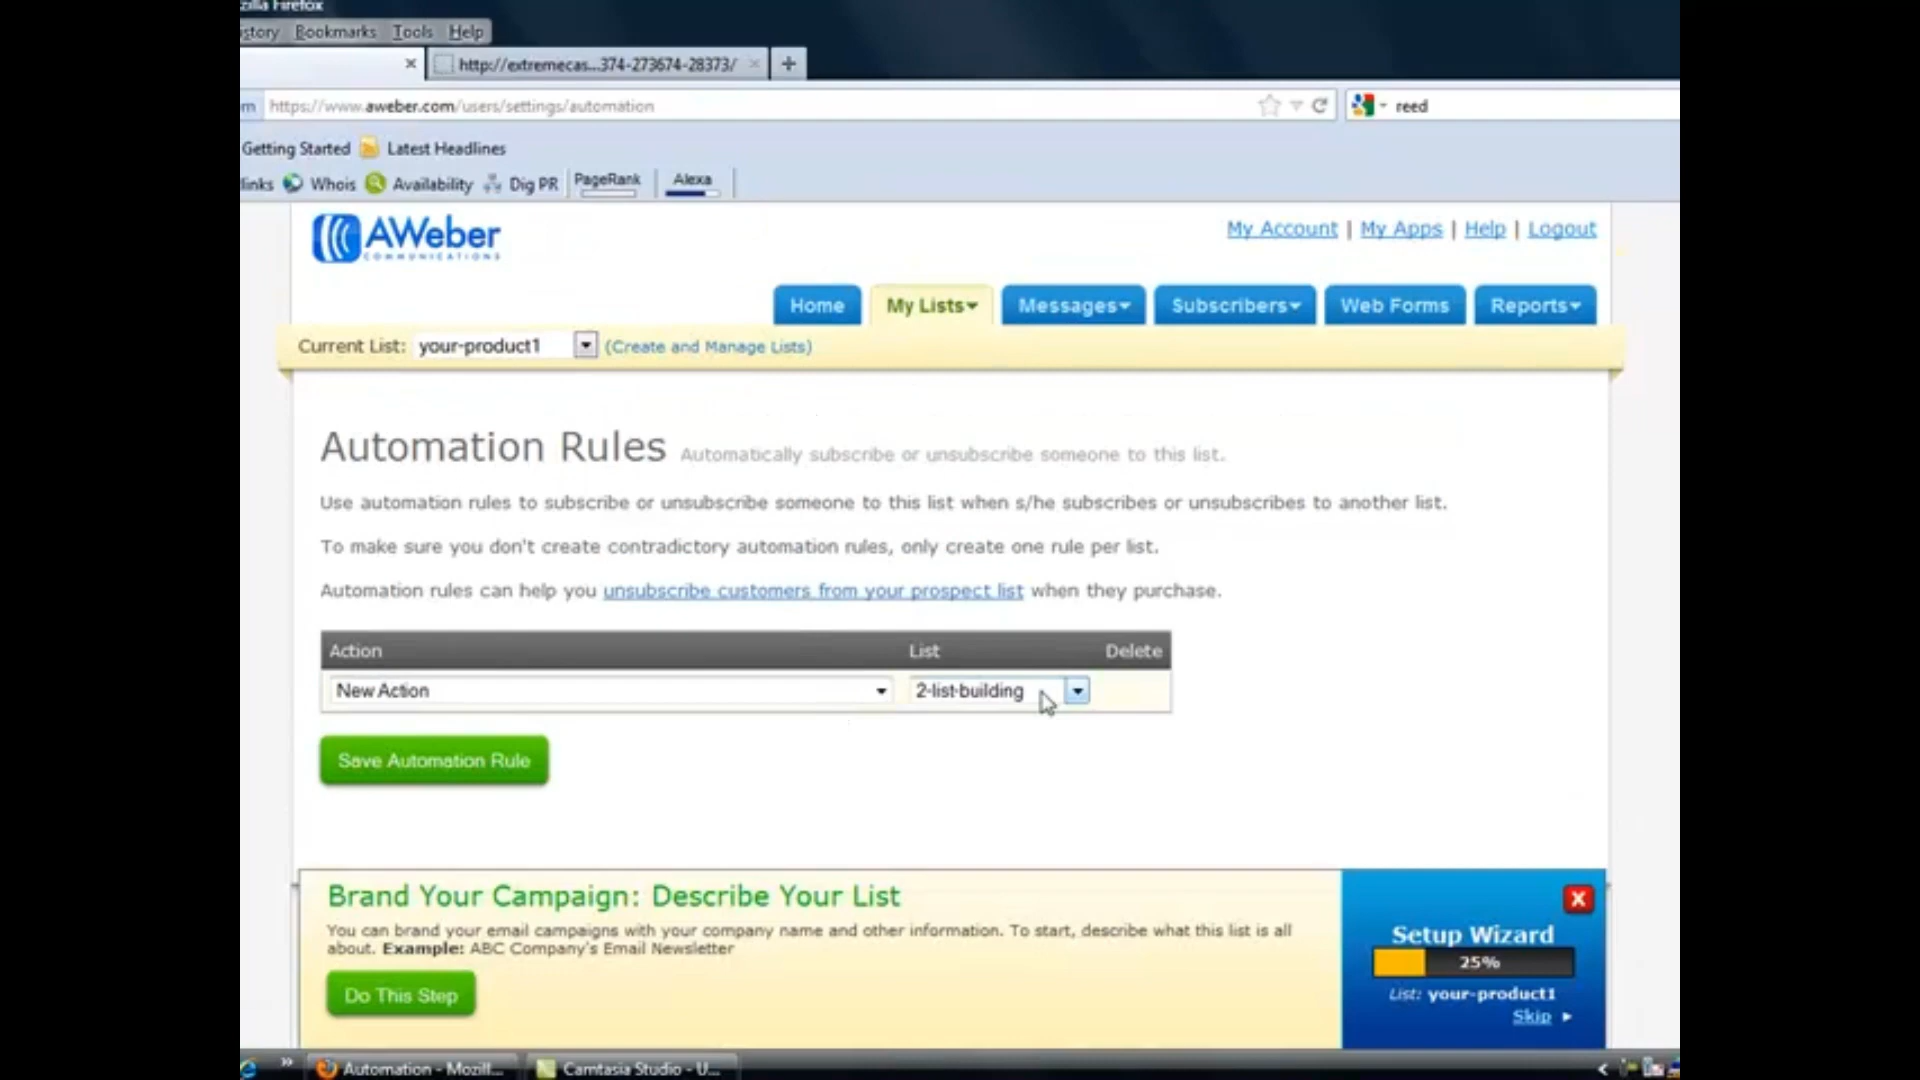 zilla Firefox
story Bookmarks Tools Help
http://extremecas...374-273674-28373/
m https://www.aweber.com/users/settings/automation reed
Getting Started Latest Headlines
links Whois Availability Dig PR PageRank Alexa
AWeber
COMMUNICATIONS
My Account | My Apps | Help | Logout
Home My Lists Messages Subscribers Web Forms Reports
Current List: your-product1 (Create and Manage Lists)
Automation Rules Automatically subscribe or unsubscribe someone to this list.
Use automation rules to subscribe or unsubscribe someone to this list when s/he subscribes or unsubscribes to another list.
To make sure you don't create contradictory automation rules, only create one rule per list.
Automation rules can help you unsubscribe customers from your prospect list when they purchase.
Action List Delete
New Action 2-list-building
Save Automation Rule
Brand Your Campaign: Describe Your List
You can brand your email campaigns with your company name and other information. To start, describe what this list is all
about. Example: ABC Company's Email Newsletter
Do This Step
Setup Wizard
25%
List: your-product1
Skip
Automation - Mozill... Camtasia Studio - U...